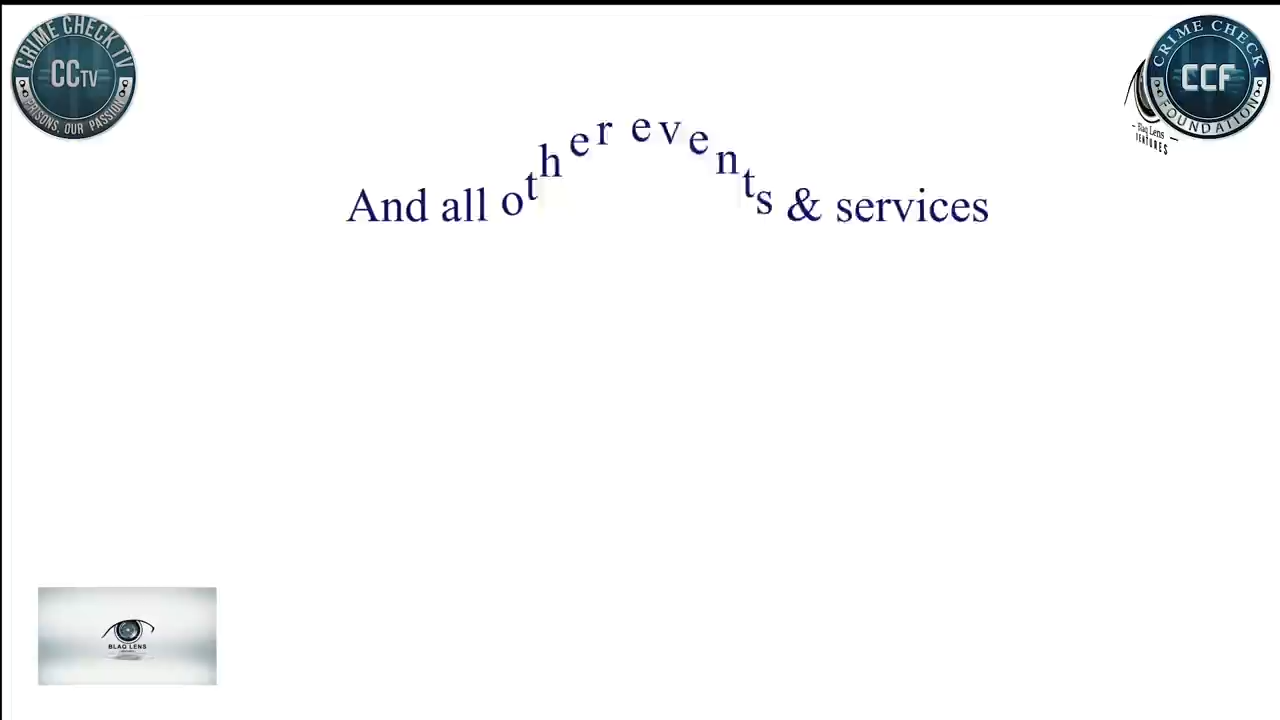 CRIME CHECK TV
CCTV
PRISONS, OUR PASSION
CRIME CHECK
CCF
FOUNDATION
Blaq Lens
VENTURES
And all other events & services
BLAQ LENS